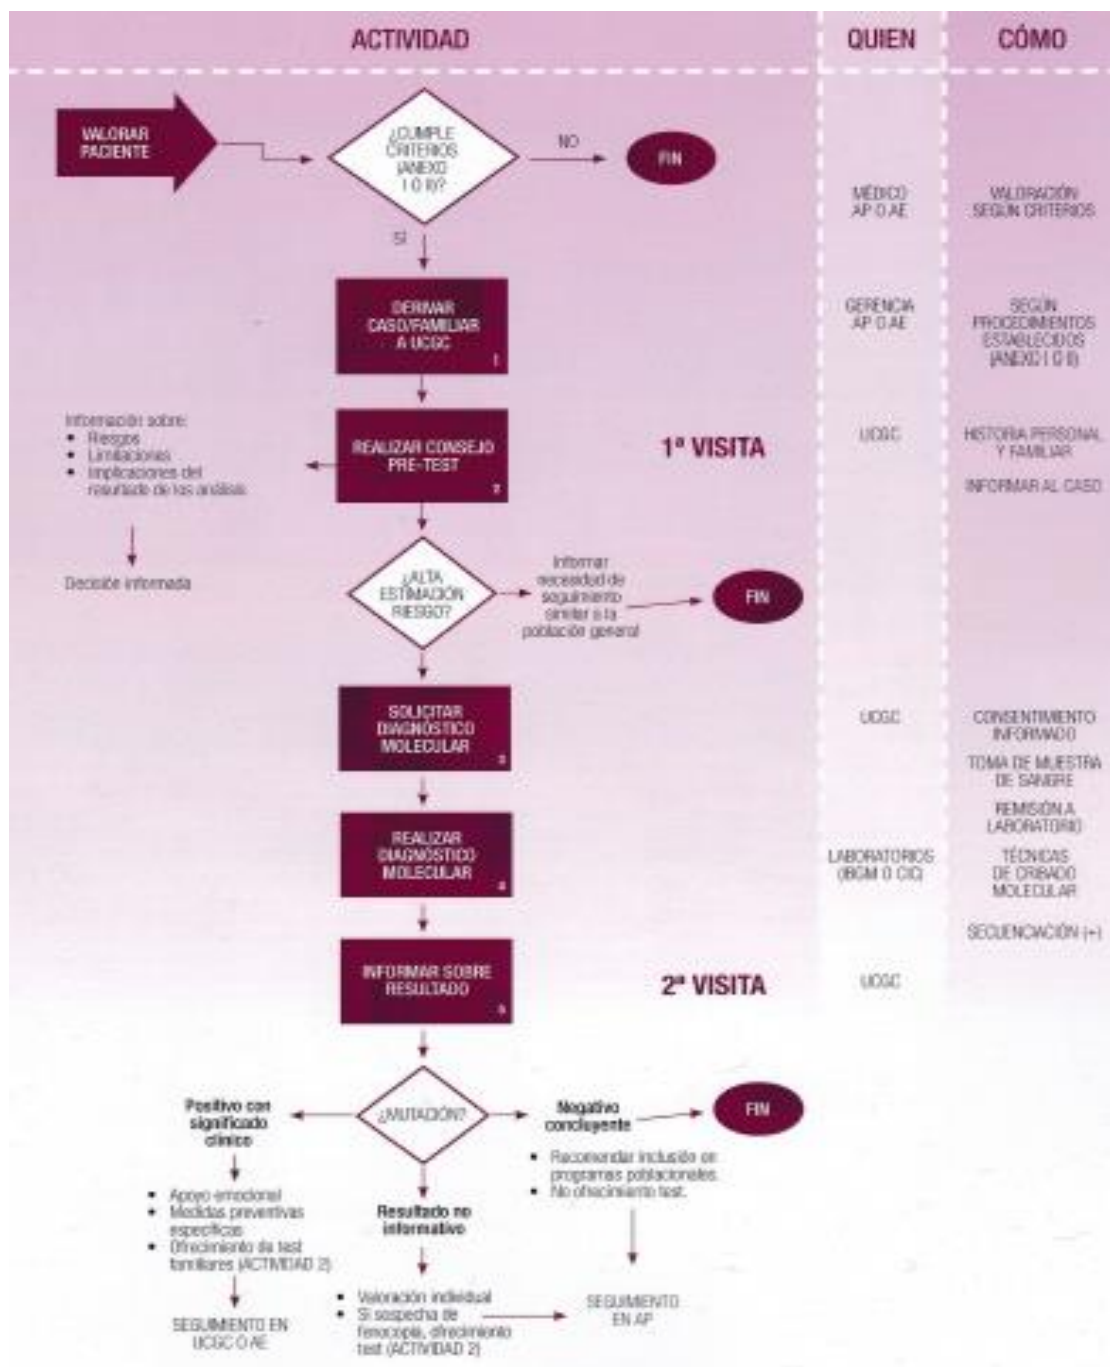 ACTIVIDAD
QUIEN
CÓMO
VALORAR
PACIENTE
¿CUMPLE
CRITERIOS
(ANEXO
I O II)?
NO
FIN
MÉDICO
AP O AE
VALORACIÓN
SEGÚN CRITERIOS
SÍ
DERIVAR
CASO/FAMILIAR
A UCGC
1
GERENCIA
AP O AE
SEGÚN
PROCEDIMIENTOS
ESTABLECIDOS
(ANEXO I O II)
Información sobre:
• Riesgos
• Limitaciones
• Implicaciones del
resultado de los análisis
Decisión informada
REALIZAR CONSEJO
PRE-TEST
2
1ª VISITA
UCGC
HISTORIA PERSONAL
Y FAMILIAR
INFORMAR AL CASO
¿ALTA
ESTIMACIÓN
RIESGO?
Informar
necesidad de
seguimiento
similar a la
población general
FIN
SOLICITAR
DIAGNÓSTICO
MOLECULAR
3
UCGC
CONSENTIMIENTO
INFORMADO
TOMA DE MUESTRA
DE SANGRE
REMISIÓN A
LABORATORIO
REALIZAR
DIAGNÓSTICO
MOLECULAR
4
LABORATORIOS
(IBGM O CIC)
TÉCNICAS
DE CRIBADO
MOLECULAR
SECUENCIACIÓN (+)
INFORMAR SOBRE
RESULTADO
5
2ª VISITA
UCGC
¿MUTACIÓN?
Positivo con
significado
clínico
Negativo
concluyente
FIN
• Recomendar inclusión en
programas poblacionales.
• No ofrecimiento test.
• Apoyo emocional
• Medidas preventivas
específicas
• Ofrecimiento de test
familiares (ACTIVIDAD 2)
SEGUIMIENTO EN
UCGC O AE
Resultado no
informativo
• Valoración individual
• Si sospecha de
fenocopia, ofrecimiento
test (ACTIVIDAD 2)
SEGUIMIENTO
EN AP